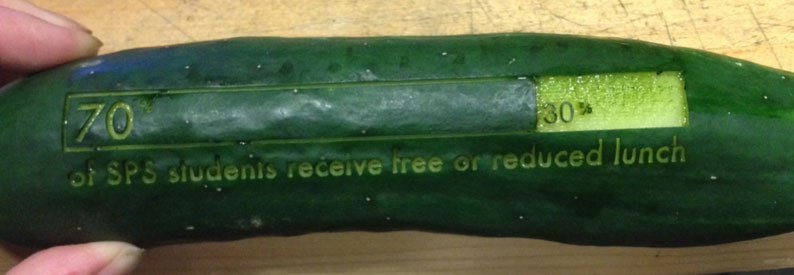 70% 30%
of SPS students receive free or reduced lunch